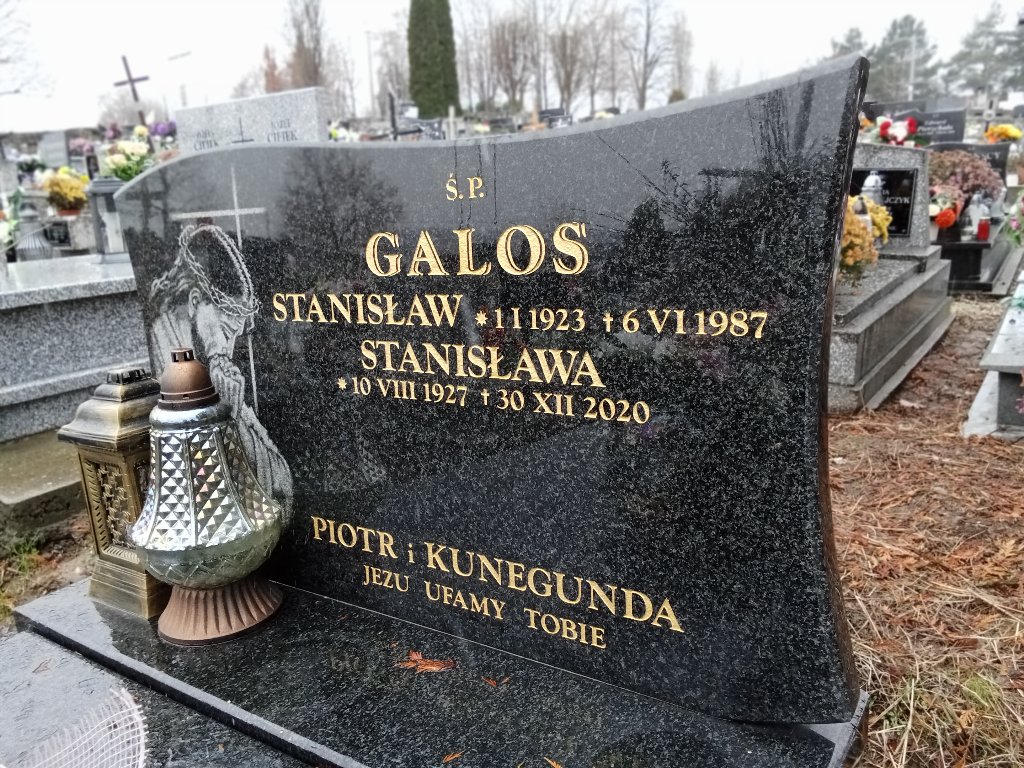 Ś. P.
GALOS
STANISŁAW * 1 I 1923 † 6 VI 1987
STANISŁAWA
* 10 VIII 1927 † 30 XII 2020
PIOTR i KUNEGUNDA
JEZU UFAMY TOBIE